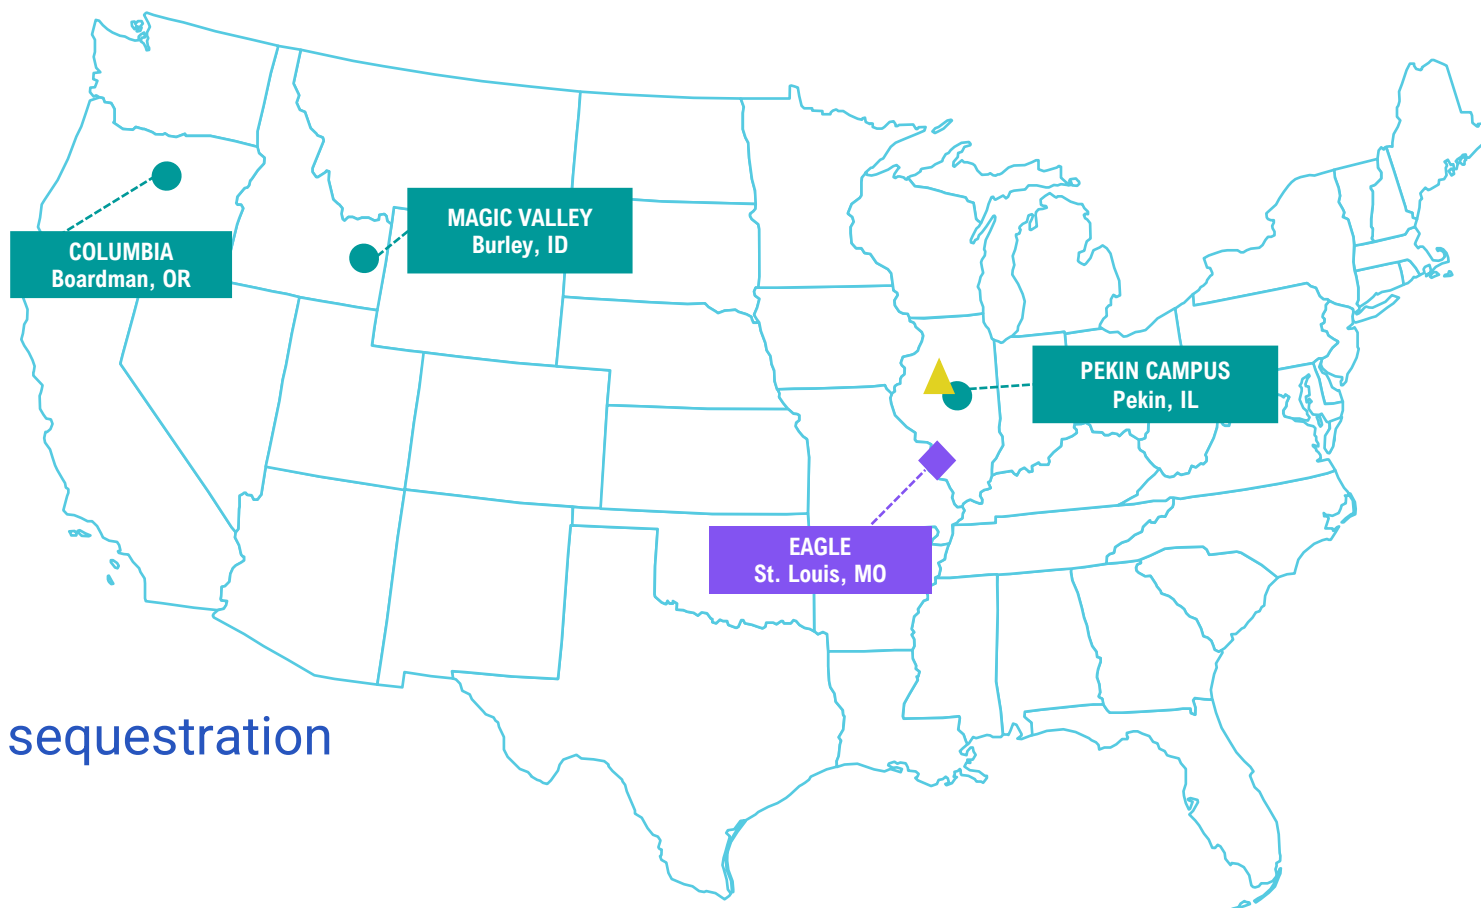 MAGIC VALLEY
Burley, ID
COLUMBIA
Boardman, OR
PEKIN CAMPUS
Pekin, IL
EAGLE
St. Louis, MO
sequestration